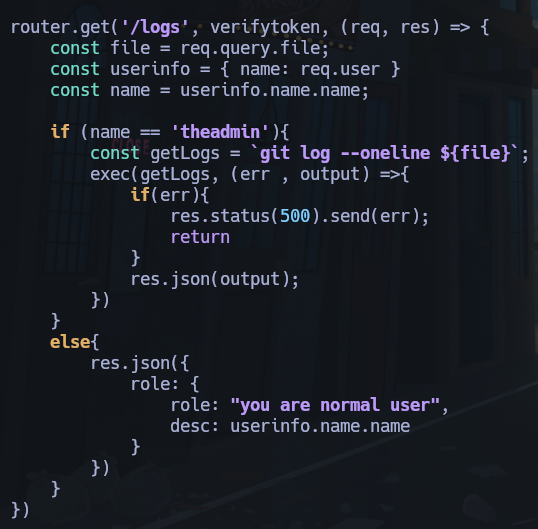 router.get('/logs', verifytoken, (req, res) => {
    const file = req.query.file;
    const userinfo = { name: req.user }
    const name = userinfo.name.name;

    if (name == 'theadmin'){
        const getLogs = `git log --oneline ${file}`;
        exec(getLogs, (err , output) =>{
            if(err){
                res.status(500).send(err);
                return
            }
            res.json(output);
        })
    }
    else{
        res.json({
            role: {
                role: "you are normal user",
                desc: userinfo.name.name
            }
        })
    }
})